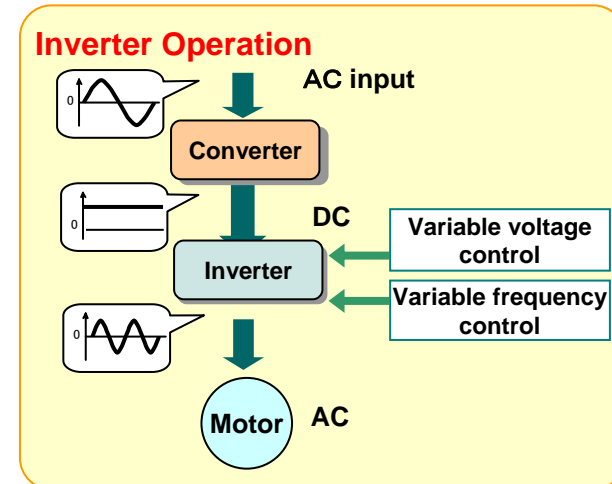 Inverter Operation
AC input
0
Converter
0
DC
Variable voltage
control
Inverter
Variable frequency
control
0
Motor
AC